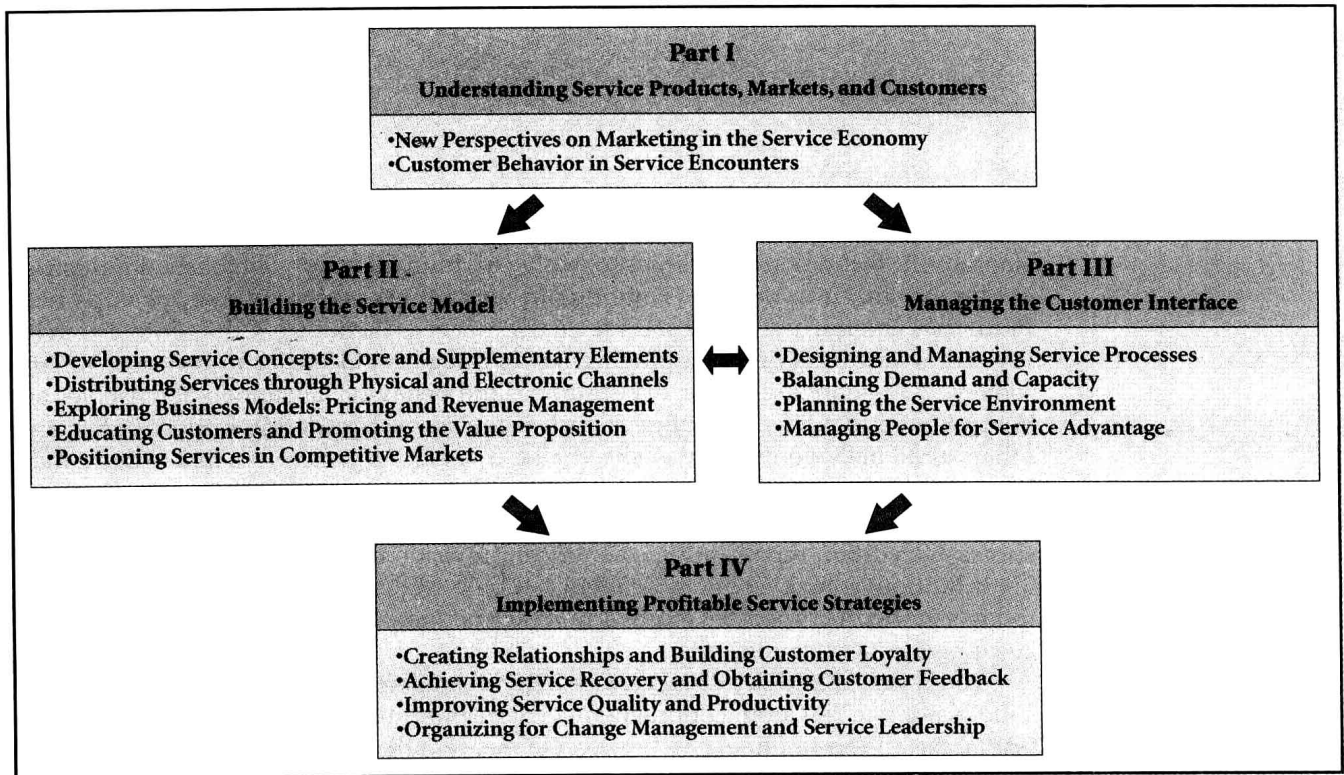 Part I
Understanding Service Products, Markets, and Customers
•New Perspectives on Marketing in the Service Economy
•Customer Behavior in Service Encounters
Part II
Building the Service Model
•Developing Service Concepts: Core and Supplementary Elements
•Distributing Services through Physical and Electronic Channels
•Exploring Business Models: Pricing and Revenue Management
•Educating Customers and Promoting the Value Proposition
•Positioning Services in Competitive Markets
Part III
Managing the Customer Interface
•Designing and Managing Service Processes
•Balancing Demand and Capacity
•Planning the Service Environment
•Managing People for Service Advantage
Part IV
Implementing Profitable Service Strategies
•Creating Relationships and Building Customer Loyalty
•Achieving Service Recovery and Obtaining Customer Feedback
•Improving Service Quality and Productivity
•Organizing for Change Management and Service Leadership